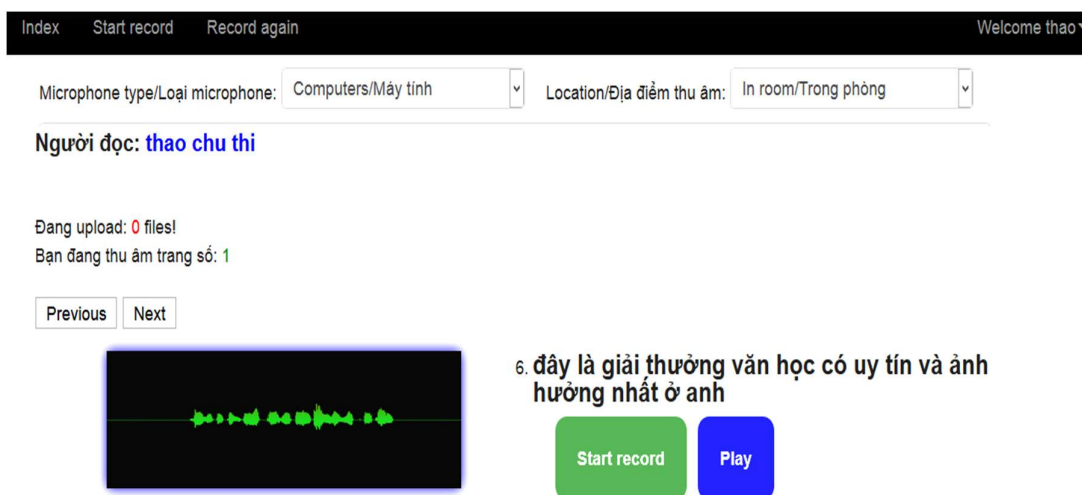 Index Start record Record again Welcome thao
Microphone type/Loại microphone: Computers/Máy tính Location/Địa điểm thu âm: In room/Trong phòng
Người đọc: thao chu thi
Đang upload: 0 files!
Bạn đang thu âm trang số: 1
Previous Next
6. đây là giải thưởng văn học có uy tín và ảnh
hưởng nhất ở anh
Start record Play